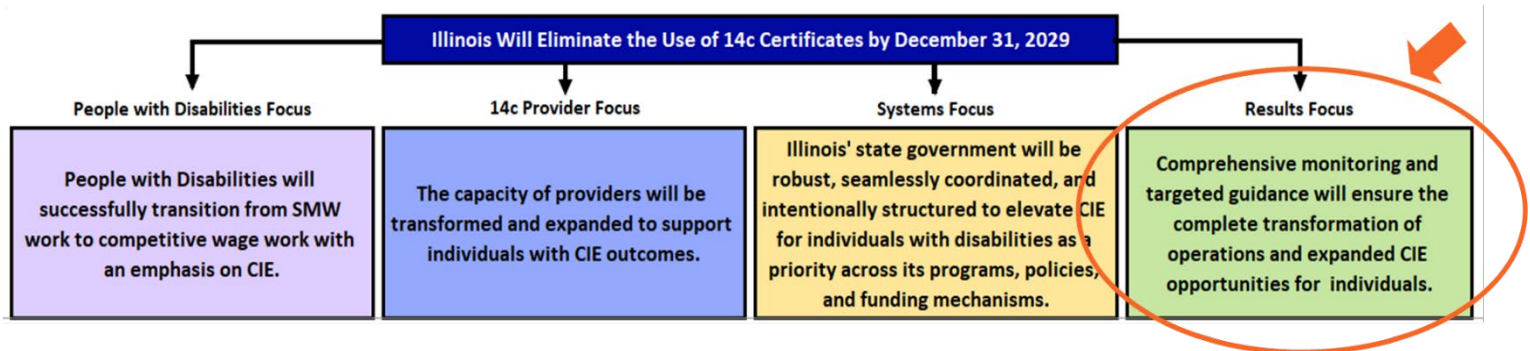 Illinois Will Eliminate the Use of 14c Certificates by December 31, 2029
People with Disabilities Focus
People with Disabilities will
successfully transition from SMW
work to competitive wage work with
an emphasis on CIE.
14c Provider Focus
The capacity of providers will be
transformed and expanded to support
individuals with CIE outcomes.
Systems Focus
Illinois' state government will be
robust, seamlessly coordinated, and
intentionally structured to elevate CIE
for individuals with disabilities as a
priority across its programs, policies,
and funding mechanisms.
Results Focus
Comprehensive monitoring and
targeted guidance will ensure the
complete transformation of
operations and expanded CIE
opportunities for individuals.